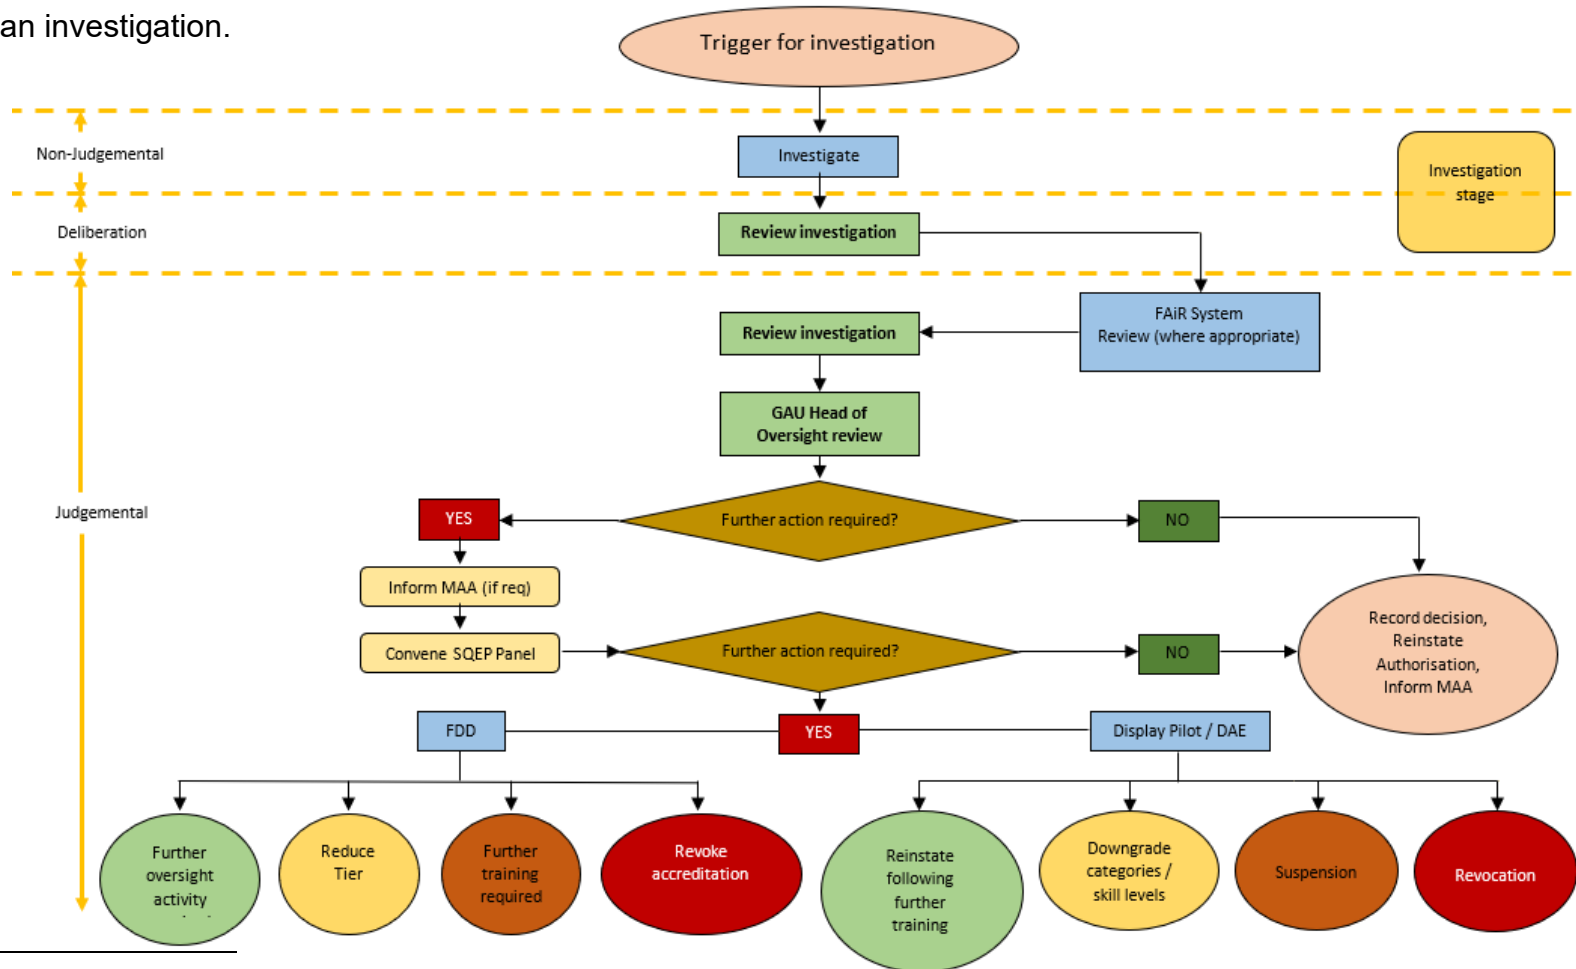 an investigation.
Trigger for investigation
Non-Judgemental
Investigate
Investigation
stage
Deliberation
Review investigation
FAiR System
Review (where appropriate)
Review investigation
GAU Head of
Oversight review
Judgemental
YES
Further action required?
NO
Inform MAA (if req)
Convene SQEP Panel
Further action required?
NO
Record decision,
Reinstate
Authorisation,
Inform MAA
FDD
YES
Display Pilot / DAE
Further
oversight
activity
Reduce
Tier
Further
training
required
Revoke
accreditation
Reinstate
following
further
training
Downgrade
categories /
skill levels
Suspension
Revocation